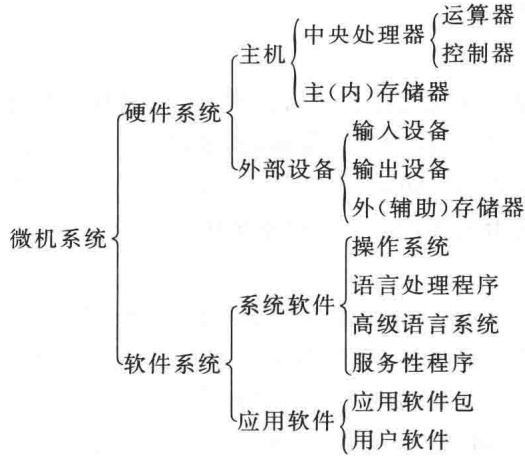 微机系统
硬件系统
主机
中央处理器
运算器
控制器
主(内)存储器
外部设备
输入设备
输出设备
外(辅助)存储器
软件系统
系统软件
操作系统
语言处理程序
高级语言系统
服务性程序
应用软件
应用软件包
用户软件